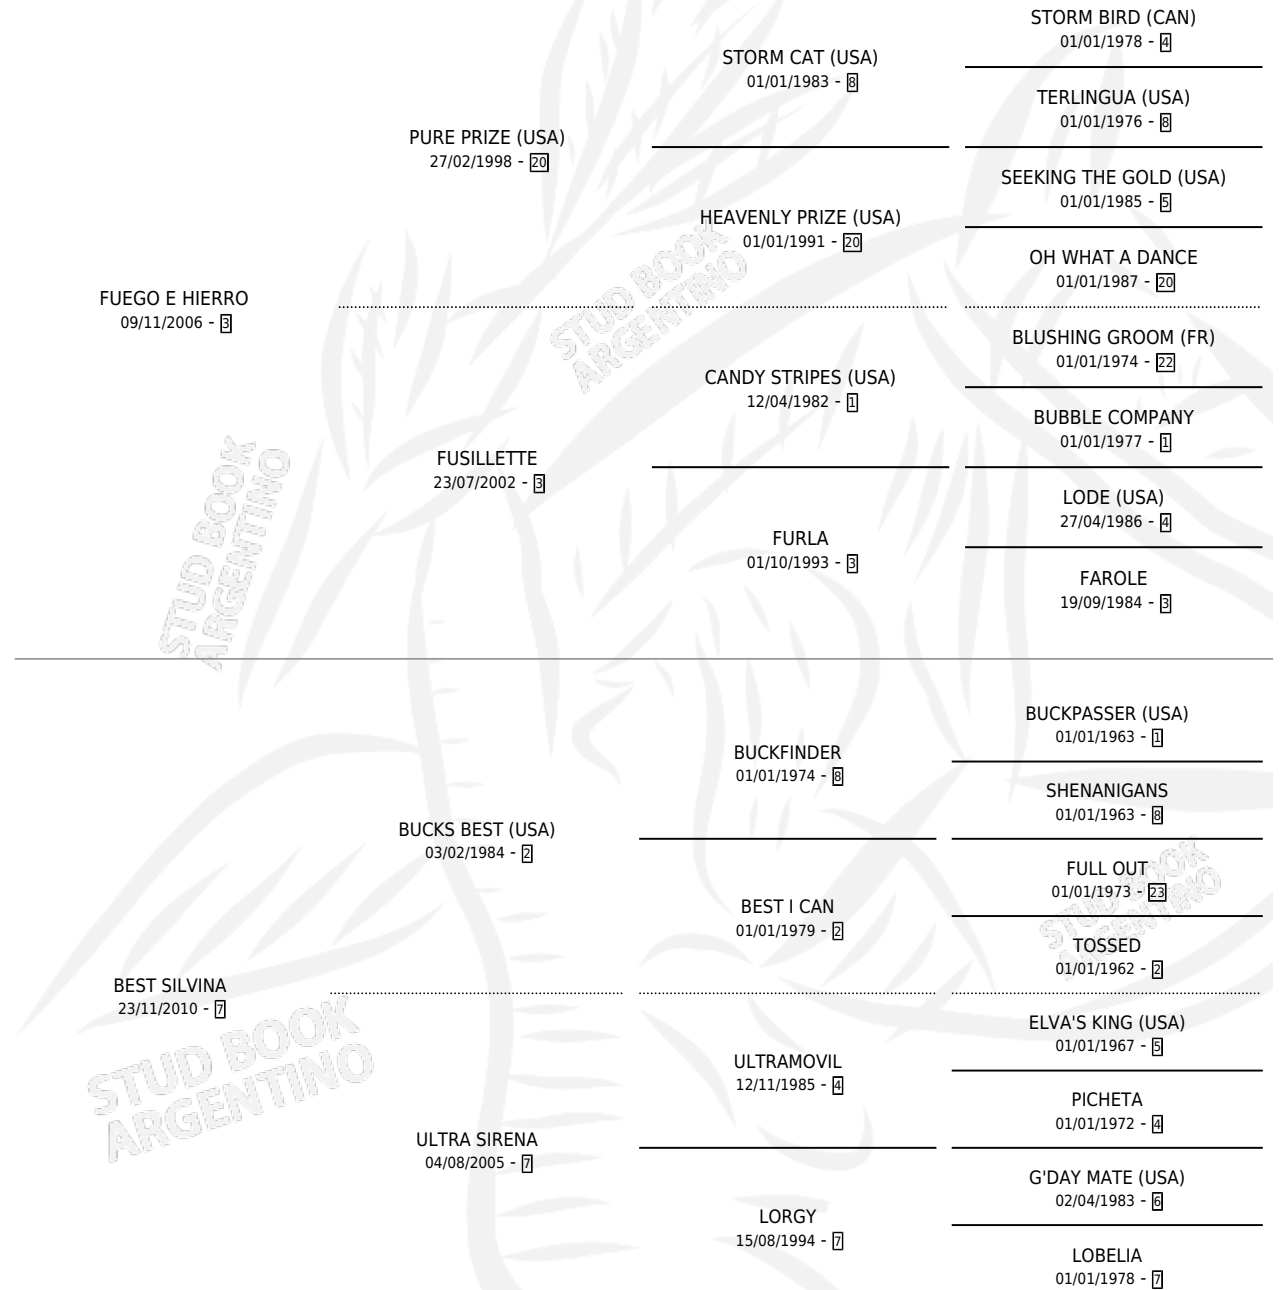 STORM BIRD (CAN)
01/01/1978 - 4
STORM CAT (USA)
01/01/1983 - 8
TERLINGUA (USA)
01/01/1976 - 8
PURE PRIZE (USA)
27/02/1998 - 20
SEEKING THE GOLD (USA)
01/01/1985 - 5
HEAVENLY PRIZE (USA)
01/01/1991 - 20
OH WHAT A DANCE
01/01/1987 - 20
FUEGO E HIERRO
09/11/2006 - 3
BLUSHING GROOM (FR)
01/01/1974 - 22
CANDY STRIPES (USA)
12/04/1982 - 1
BUBBLE COMPANY
01/01/1977 - 1
FUSILLETTE
23/07/2002 - 3
LODE (USA)
27/04/1986 - 4
FURLA
01/10/1993 - 3
FAROLE
19/09/1984 - 3
BUCKPASSER (USA)
01/01/1963 - 1
BUCKFINDER
01/01/1974 - 8
SHENANIGANS
01/01/1963 - 8
BUCKS BEST (USA)
03/02/1984 - 2
FULL OUT
01/01/1973 - 23
BEST I CAN
01/01/1979 - 2
TOSSED
01/01/1962 - 2
BEST SILVINA
23/11/2010 - 7
ELVA'S KING (USA)
01/01/1967 - 5
ULTRAMOVIL
12/11/1985 - 4
PICHETA
01/01/1972 - 4
ULTRA SIRENA
04/08/2005 - 7
G'DAY MATE (USA)
02/04/1983 - 6
LORGY
15/08/1994 - 7
LOBELIA
01/01/1978 - 7
STUD BOOK
ARGENTINO
STUD BOOK
ARGENTINO
STUD BOOK
ARGENTINO
STUD BOOK
ARGENTINO